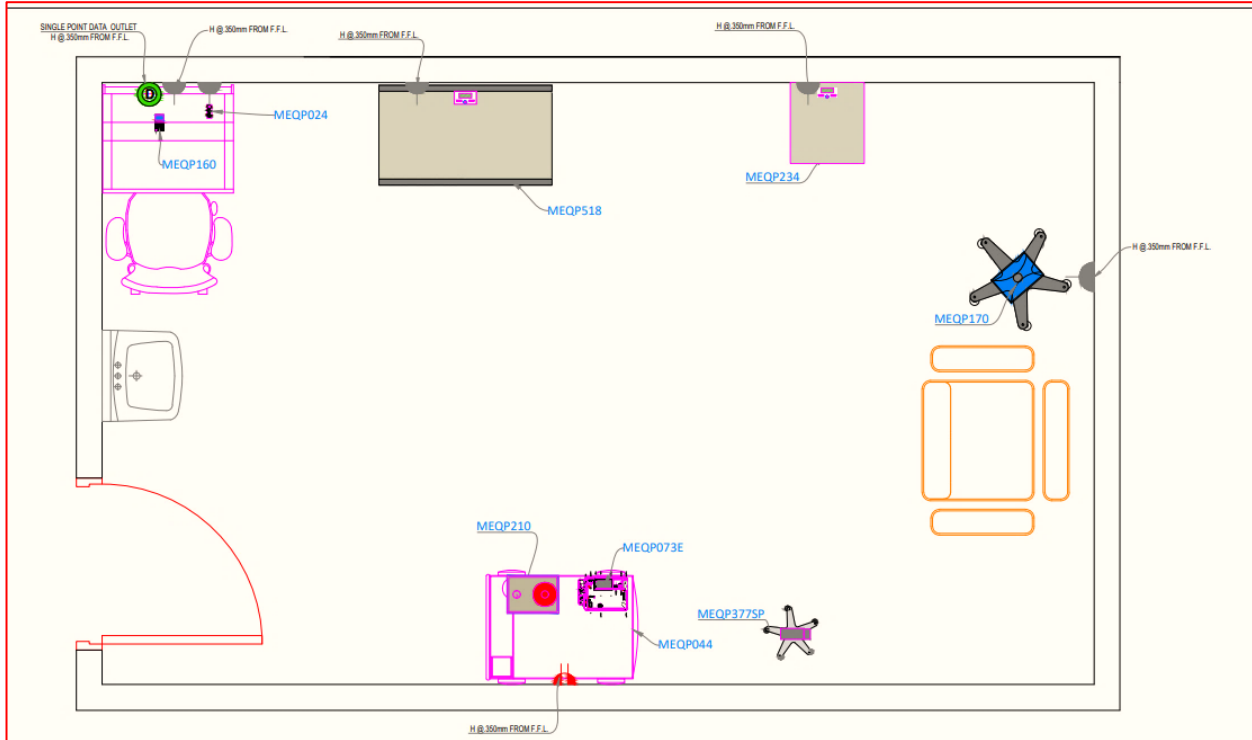 SINGLE POINT DATA OUTLET
H @.350mm FROM F.F.L.
H @.350mm FROM F.F.L.
H @.350mm FROM F.F.L.
H @.350mm FROM F.F.L.
MEQP024
MEQP160
MEQP234
MEQP518
H @.350mm FROM F.F.L.
MEQP170
MEQP210
MEQP073E
MEQP377SP
MEQP044
H @.350mm FROM F.F.L.